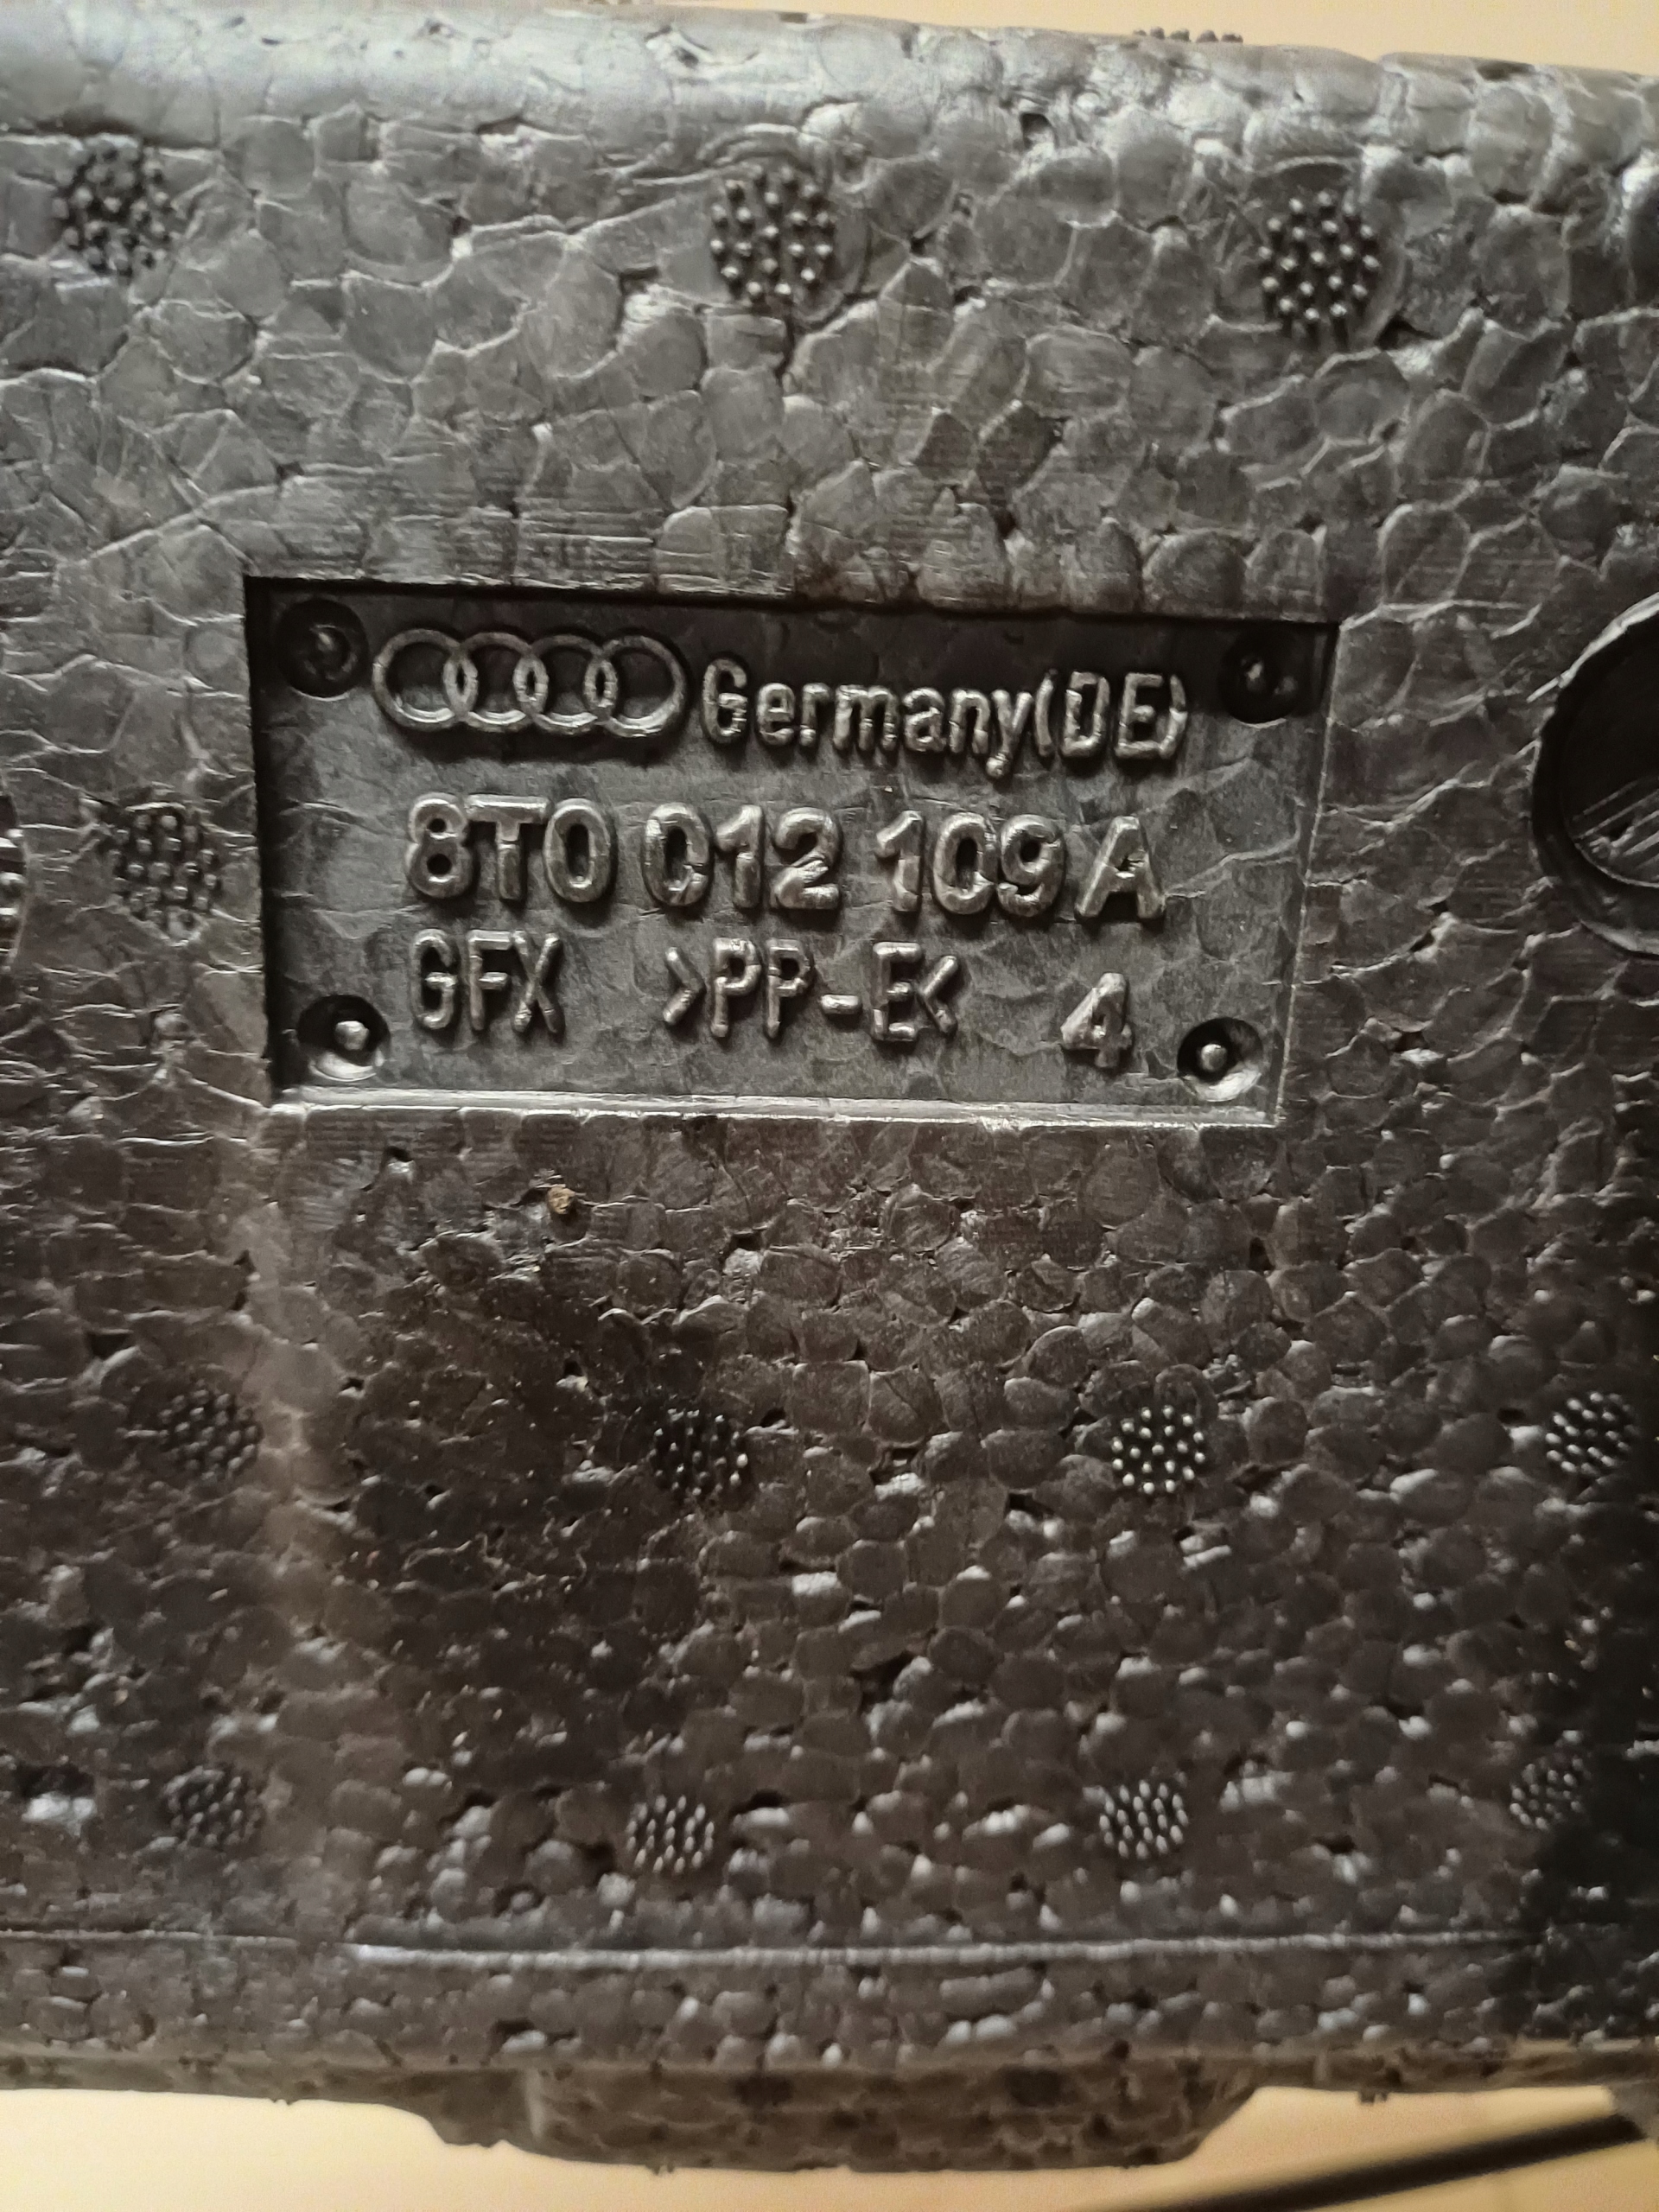 Germany(DE)
8T0 012 109 A
GFX >PP-E< 4